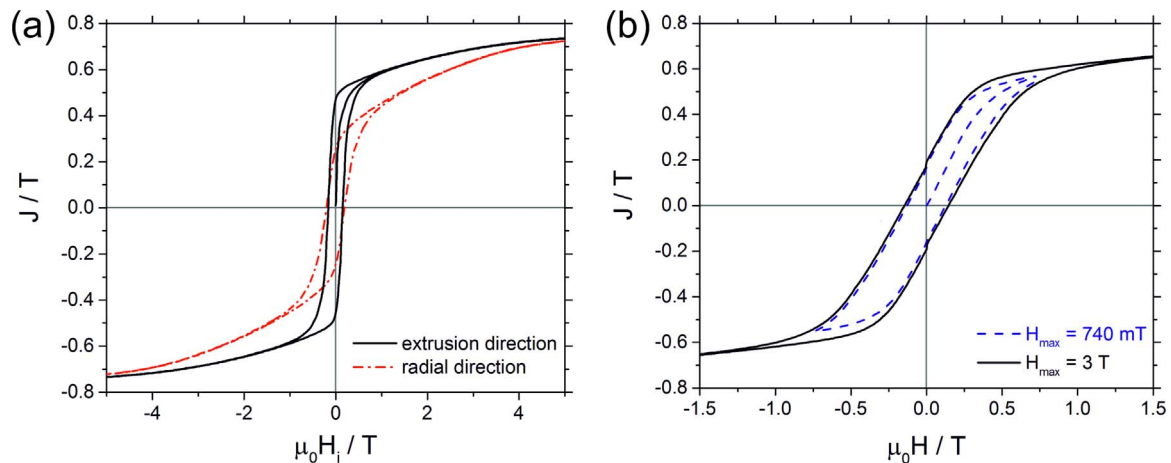 (a)
0.8
0.6
0.4
0.2
0.0
-0.2
-0.4
-0.6
-0.8
J / T
-4 -2 0 2 4
μ₀Hᵢ / T
extrusion direction
radial direction
(b)
0.8
0.6
0.4
0.2
0.0
-0.2
-0.4
-0.6
-0.8
J / T
-1.5 -1.0 -0.5 0.0 0.5 1.0 1.5
μ₀H / T
H_max = 740 mT
H_max = 3 T